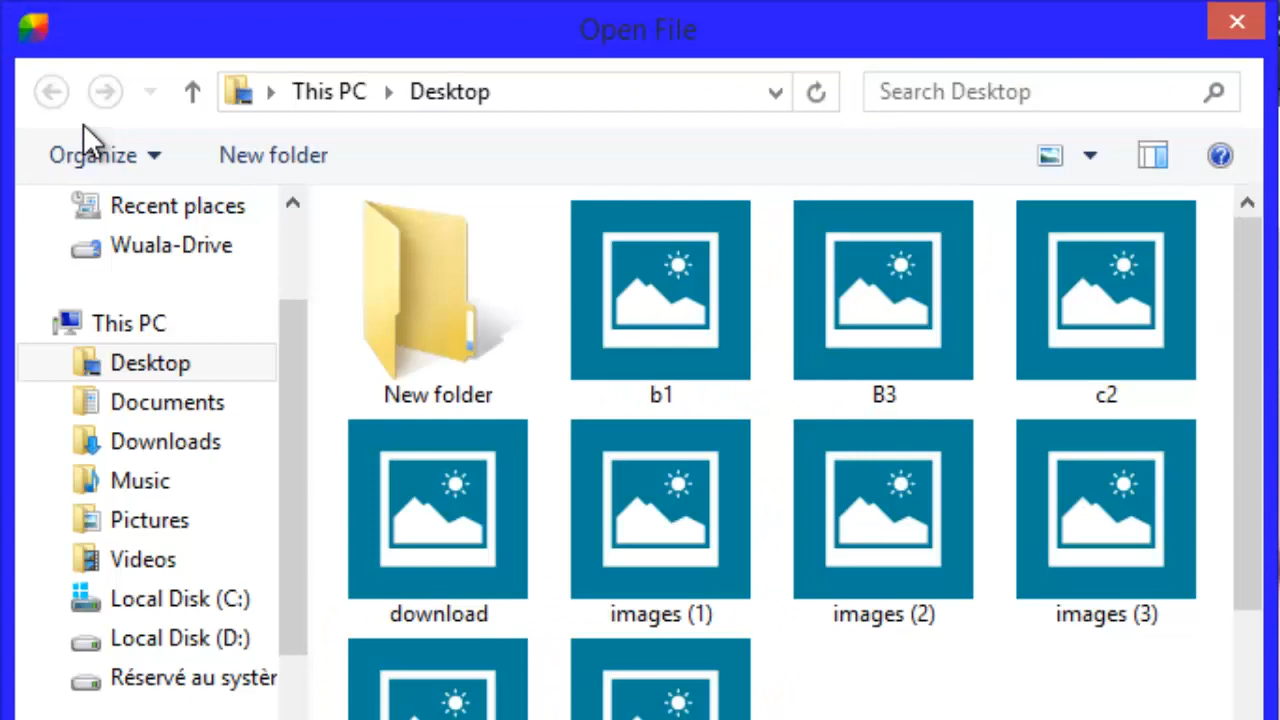 Open File
This PC Desktop
Search Desktop
Organize
New folder
Recent places
Wuala-Drive
This PC
Desktop
Documents
Downloads
Music
Pictures
Videos
Local Disk (C:)
Local Disk (D:)
Réservé au systèr
New folder
b1
B3
c2
download
images (1)
images (2)
images (3)